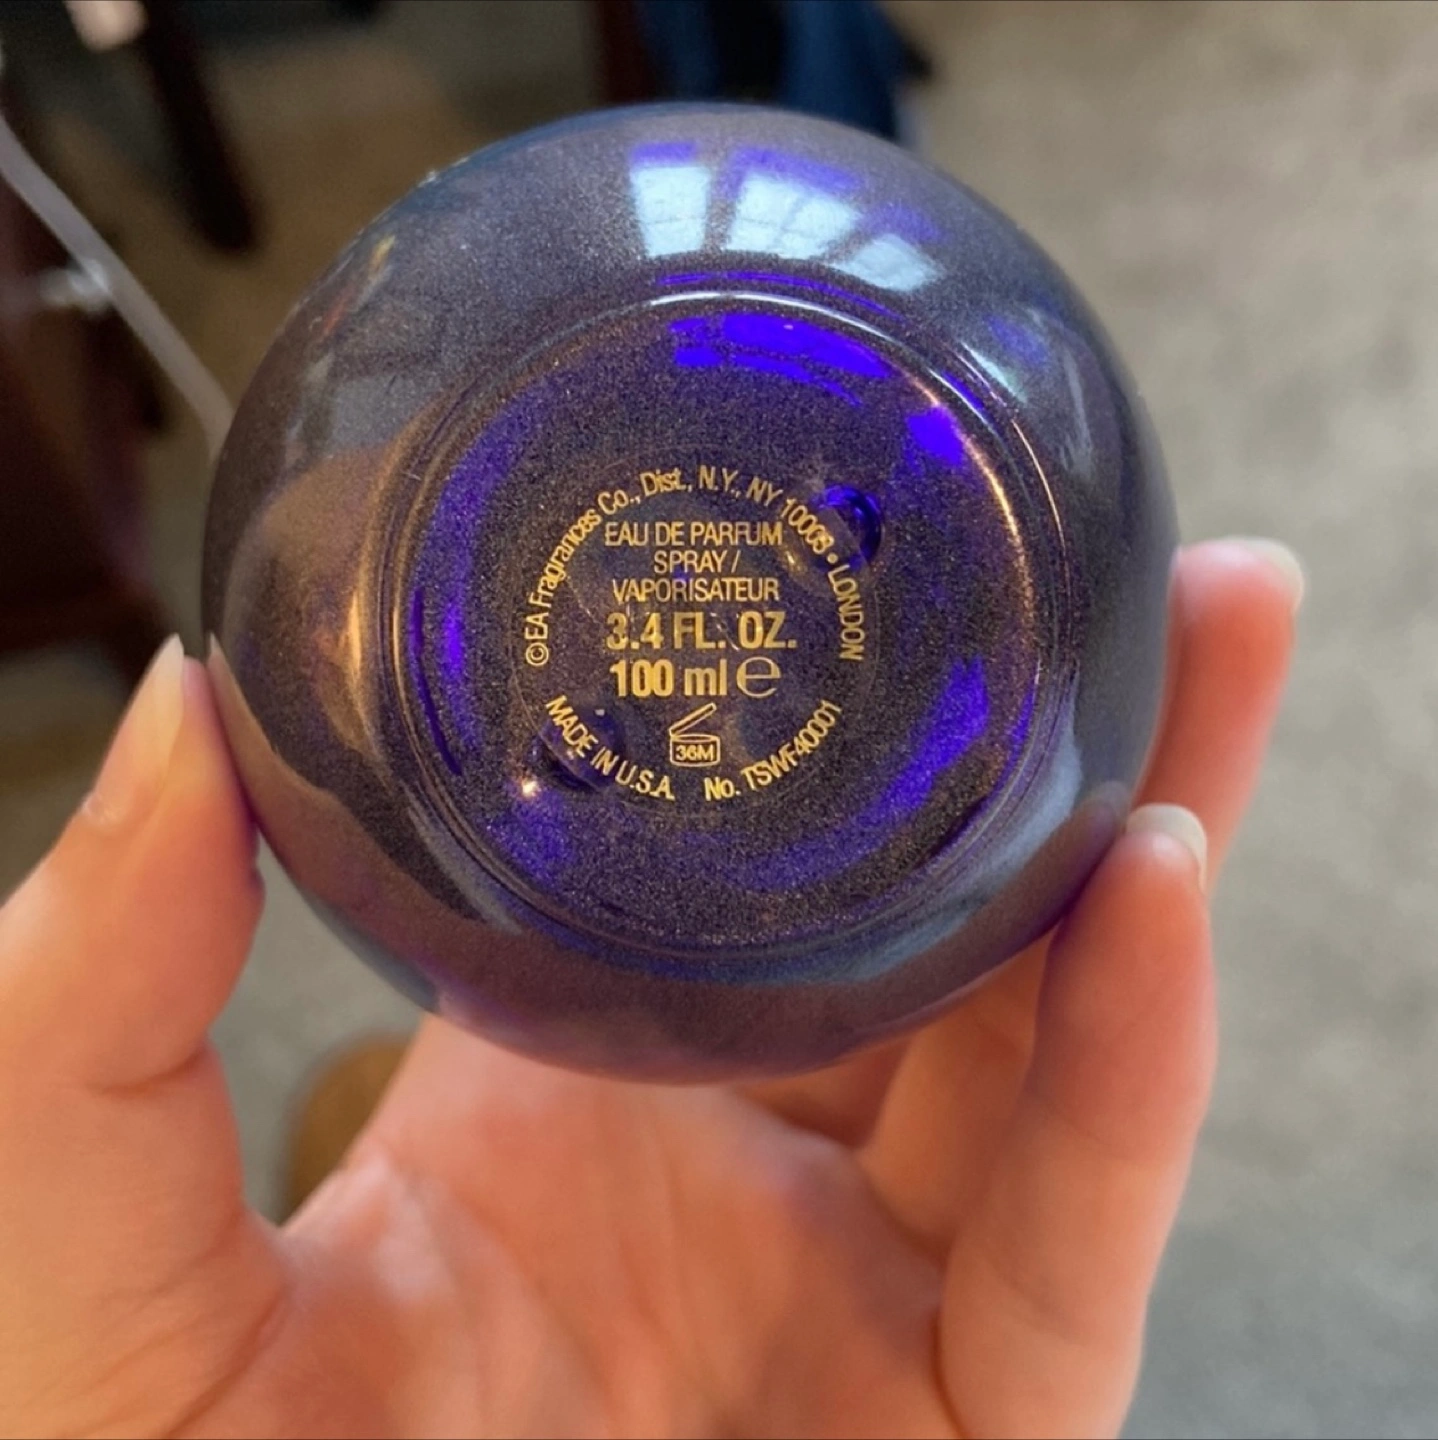 ©EA Fragrances Co., Dist., N.Y., NY 10003 • LONDON
EAU DE PARFUM
SPRAY /
VAPORISATEUR
3.4 FL. OZ.
100 ml ℮
36M
MADE IN U.S.A. No. TSWF40001